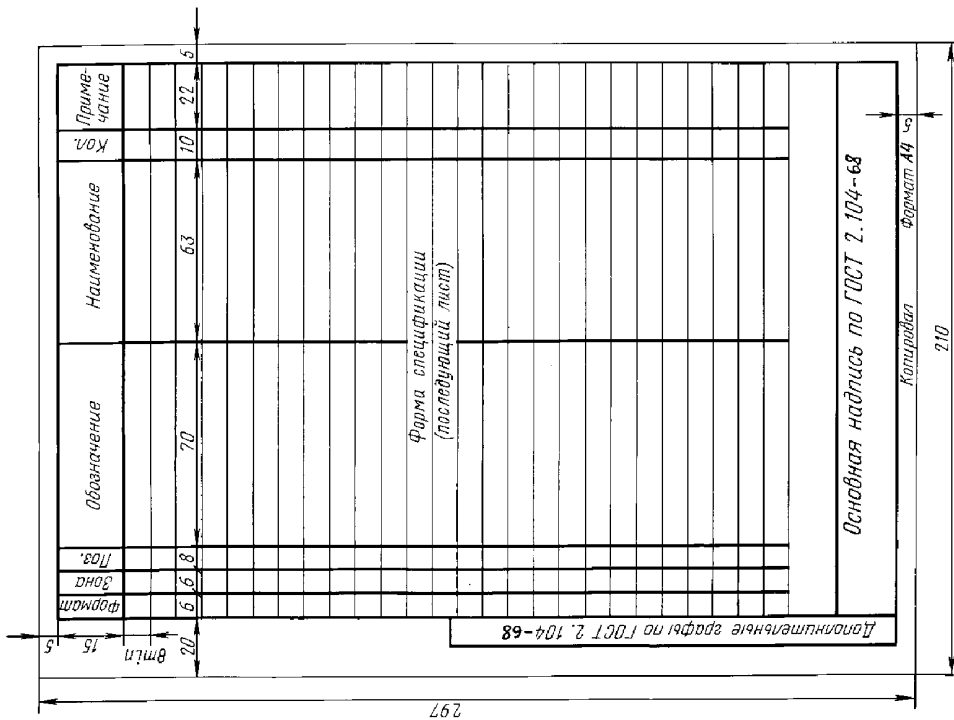 Формат
Зона
Поз.
Обозначение
Наименование
Кол.
Приме-
чание
5
15
8min
20
6
6
8
70
63
10
22
5
Форма спецификации
(последующий лист)
Дополнительные графы по ГОСТ 2.104-68
Основная надпись по ГОСТ 2.104-68
Копировал
Формат А4
5
210
297